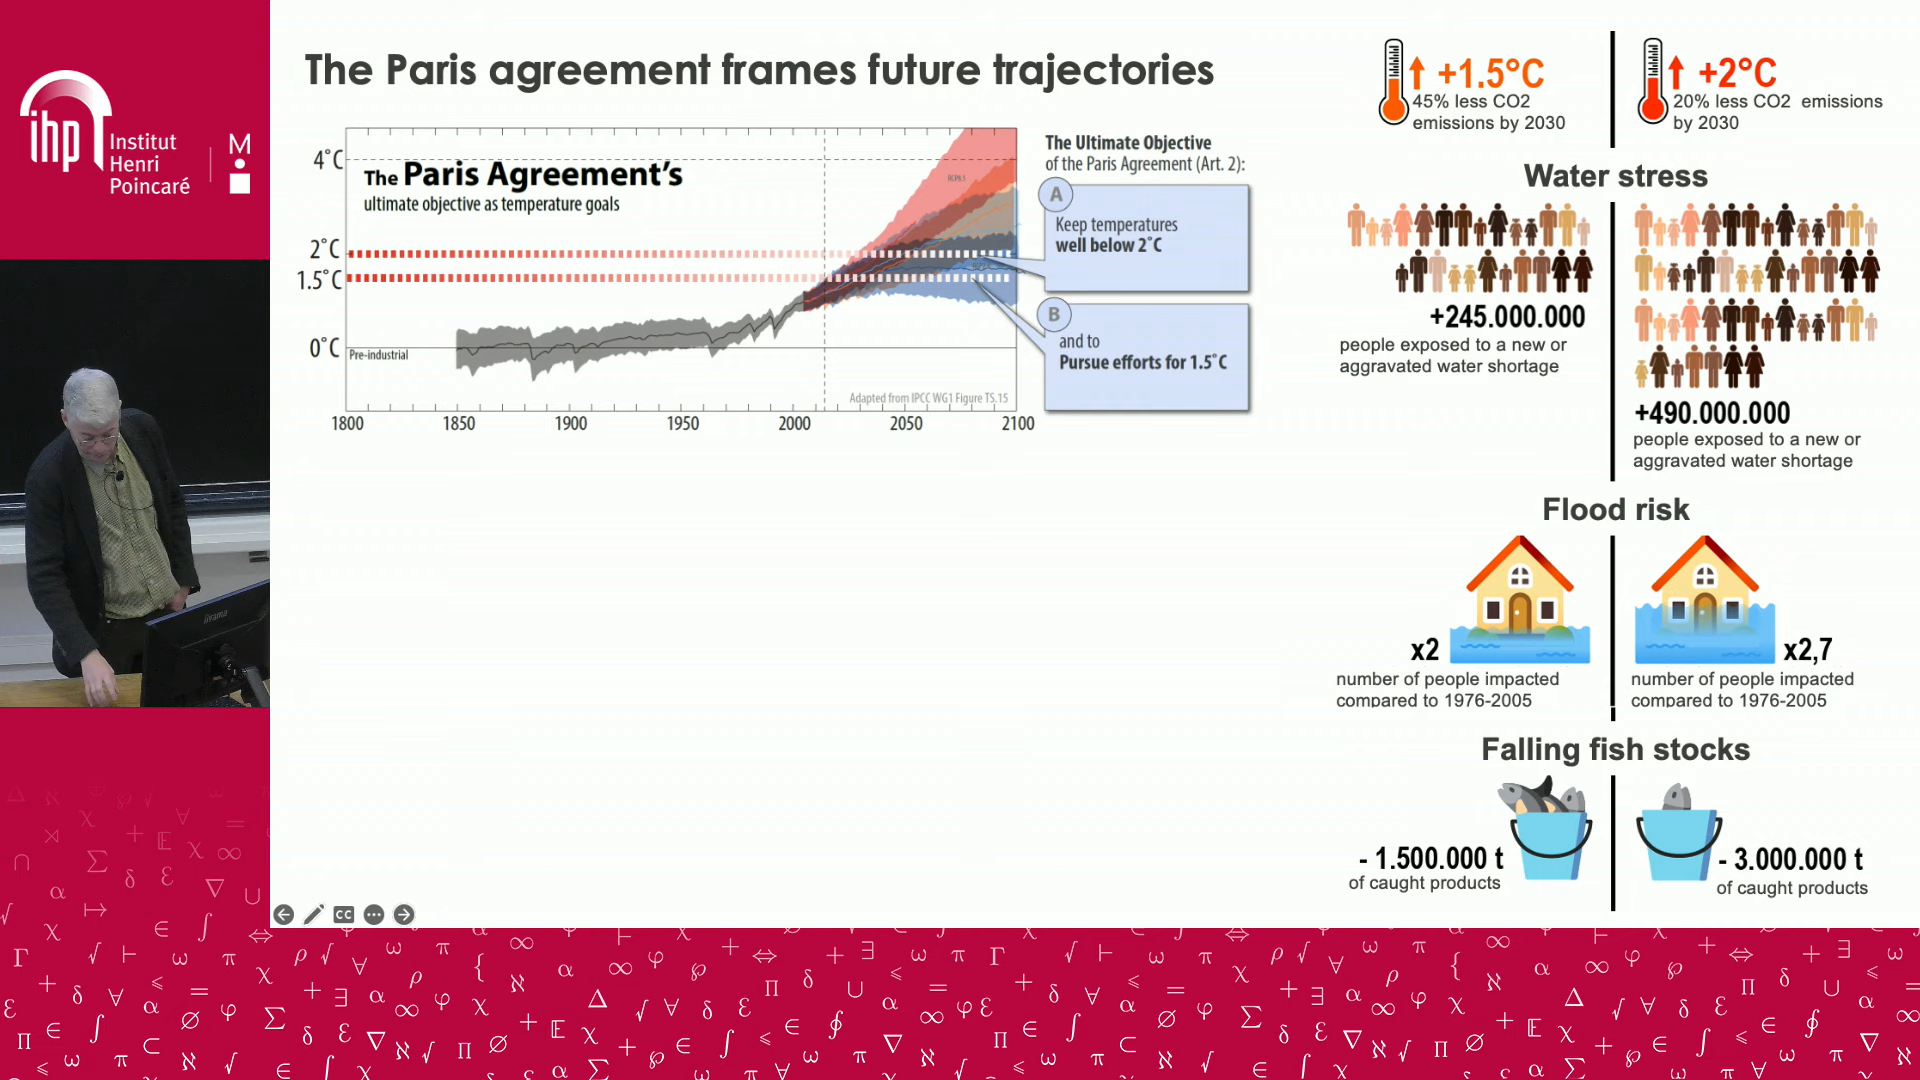 ihp
Institut
Henri
Poincaré
M
The Paris agreement frames future trajectories
The Paris Agreement's
ultimate objective as temperature goals
4°C
2°C
1.5°C
0°C
Pre-industrial
RCP8.5
Adapted from IPCC WG1 Figure TS.15
1800 1850 1900 1950 2000 2050 2100
The Ultimate Objective
of the Paris Agreement (Art. 2):
A
Keep temperatures
well below 2°C
B
and to
Pursue efforts for 1.5°C
+1.5°C
45% less CO2
emissions by 2030
+2°C
20% less CO2 emissions
by 2030
Water stress
+245.000.000
people exposed to a new or
aggravated water shortage
+490.000.000
people exposed to a new or
aggravated water shortage
Flood risk
x2
number of people impacted
compared to 1976-2005
x2,7
number of people impacted
compared to 1976-2005
Falling fish stocks
- 1.500.000 t
of caught products
- 3.000.000 t
of caught products
CC
iiyama